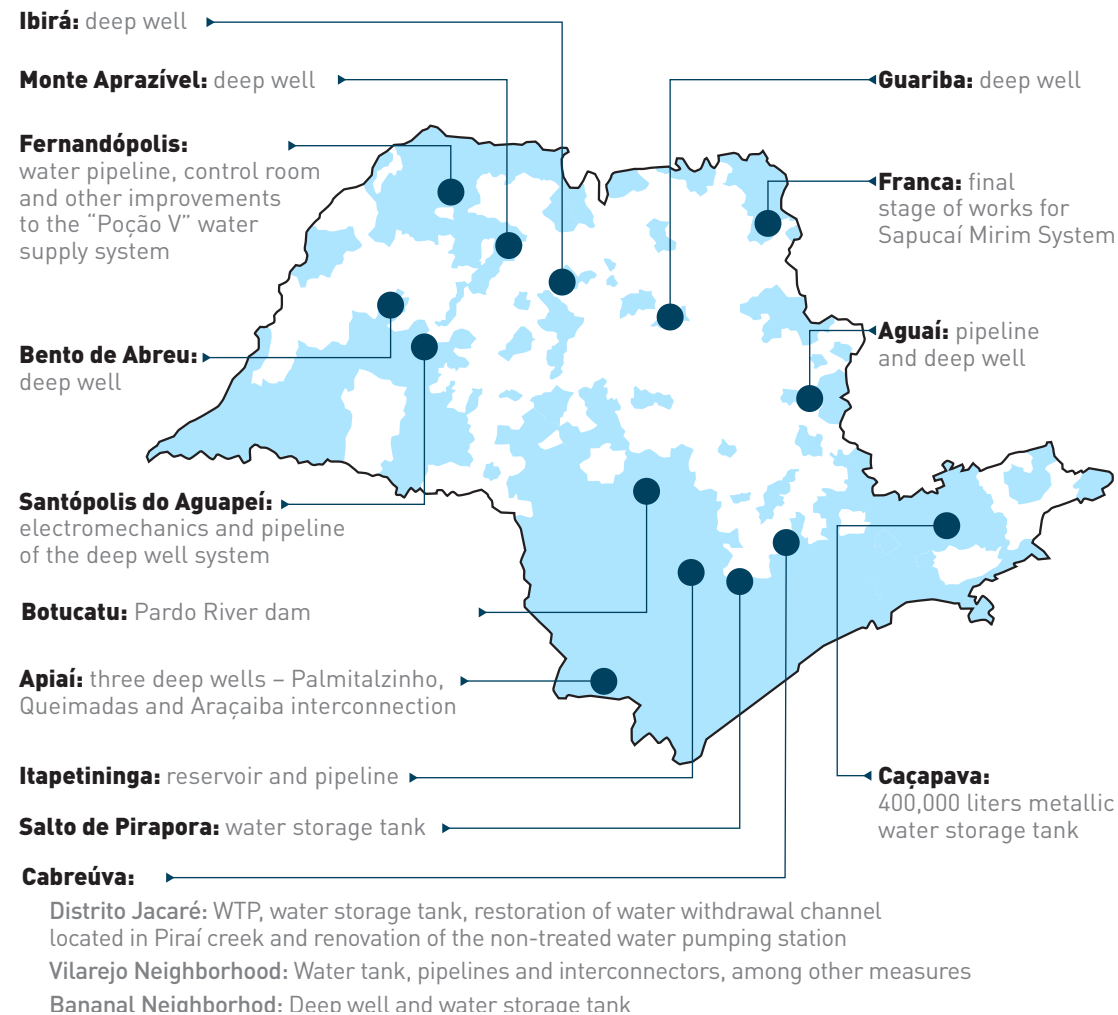 Ibirá: deep well
Monte Aprazível: deep well
Fernandópolis:
water pipeline, control room
and other improvements
to the “Poção V” water
supply system
Bento de Abreu:
deep well
Santópolis do Aguapeí:
electromechanics and pipeline
of the deep well system
Botucatu: Pardo River dam
Apiaí: three deep wells – Palmitalzinho,
Queimadas and Araçaiba interconnection
Itapetininga: reservoir and pipeline
Salto de Pirapora: water storage tank
Cabreúva:
Distrito Jacaré: WTP, water storage tank, restoration of water withdrawal channel
located in Piraí creek and renovation of the non-treated water pumping station
Vilarejo Neighborhood: Water tank, pipelines and interconnectors, among other measures
Bananal Neighborhod: Deep well and water storage tank
Guariba: deep well
Franca: final
stage of works for
Sapucaí Mirim System
Aguaí: pipeline
and deep well
Caçapava:
400,000 liters metallic
water storage tank